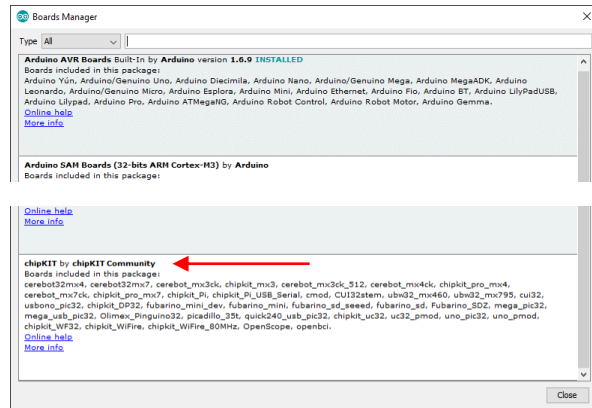 Boards Manager
Type All
Arduino AVR Boards Built-In by Arduino version 1.6.9 INSTALLED
Boards included in this package:
Arduino Yún, Arduino/Genuino Uno, Arduino Diecimila, Arduino Nano, Arduino/Genuino Mega, Arduino MegaADK, Arduino
Leonardo, Arduino/Genuino Micro, Arduino Esplora, Arduino Mini, Arduino Ethernet, Arduino Fio, Arduino BT, Arduino LilyPadUSB,
Arduino Lilypad, Arduino Pro, Arduino ATMegaNG, Arduino Robot Control, Arduino Robot Motor, Arduino Gemma.
Online help
More info
Arduino SAM Boards (32-bits ARM Cortex-M3) by Arduino
Boards included in this package:
Online help
More info
chipKIT by chipKIT Community
Boards included in this package:
cerebot32mx4, cerebot32mx7, cerebot_mx3ck, chipkit_mx3, cerebot_mx3ck_512, cerebot_mx4ck, chipkit_pro_mx4,
cerebot_mx7ck, chipkit_pro_mx7, chipkit_Pi, chipkit_Pi_USB_Serial, cmod, CUI32stem, ubw32_mx460, ubw32_mx795, cui32,
usbono_pic32, chipkit_DP32, fubarino_mini_dev, fubarino_mini, fubarino_sd_seeed, fubarino_sd, Fubarino_SDZ, mega_pic32,
mega_usb_pic32, Olimex_Pinguino32, picadillo_35t, quick240_usb_pic32, chipkit_uc32, uc32_pmod, uno_pic32, uno_pmod,
chipkit_WF32, chipkit_WiFire, chipkit_WiFire_80MHz, OpenScope, openbci.
Online help
More info
Close